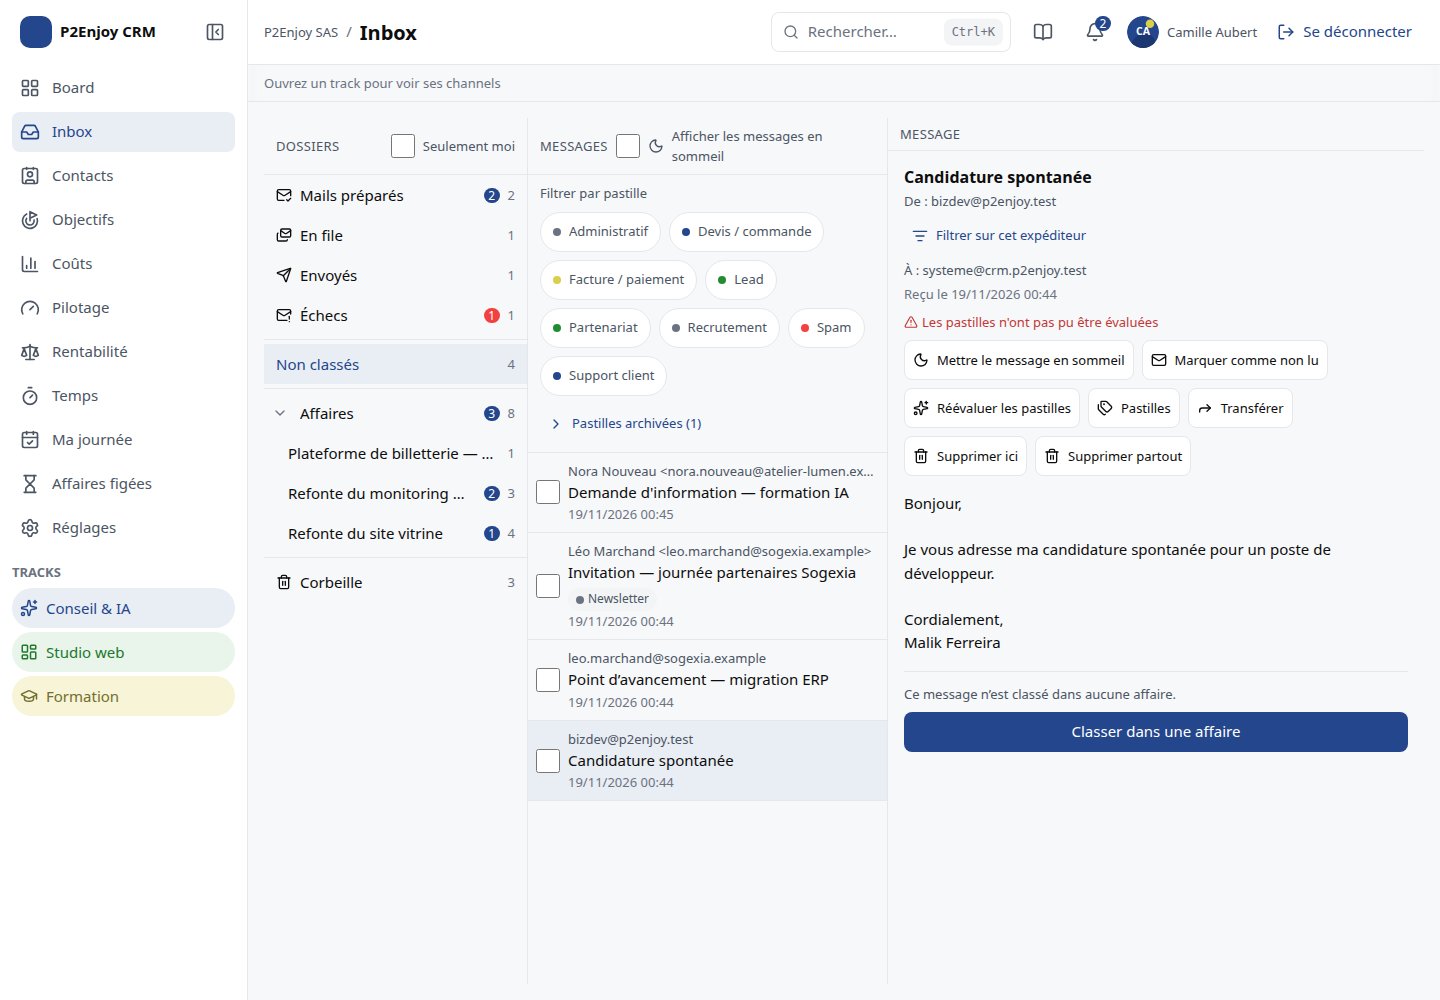 P2Enjoy CRM
Board
Inbox
Contacts
Objectifs
Coûts
Pilotage
Rentabilité
Temps
Ma journée
Affaires figées
Réglages
TRACKS
Conseil & IA
Studio web
Formation
P2Enjoy SAS / Inbox
Rechercher... Ctrl+K
2
CA Camille Aubert
Se déconnecter
Ouvrez un track pour voir ses channels
DOSSIERS Seulement moi
Mails préparés 2 2
En file 1
Envoyés 1
Échecs 1 1
Non classés 4
Affaires 3 8
Plateforme de billetterie — ... 1
Refonte du monitoring ... 2 3
Refonte du site vitrine 1 4
Corbeille 3
MESSAGES Afficher les messages en
sommeil
Filtrer par pastille
Administratif Devis / commande
Facture / paiement Lead
Partenariat Recrutement Spam
Support client
Pastilles archivées (1)
Nora Nouveau <nora.nouveau@atelier-lumen.ex...
Demande d'information — formation IA
19/11/2026 00:45
Léo Marchand <leo.marchand@sogexia.example>
Invitation — journée partenaires Sogexia
Newsletter
19/11/2026 00:44
leo.marchand@sogexia.example
Point d’avancement — migration ERP
19/11/2026 00:44
bizdev@p2enjoy.test
Candidature spontanée
19/11/2026 00:44
MESSAGE
Candidature spontanée
De : bizdev@p2enjoy.test
Filtrer sur cet expéditeur
À : systeme@crm.p2enjoy.test
Reçu le 19/11/2026 00:44
Les pastilles n'ont pas pu être évaluées
Mettre le message en sommeil Marquer comme non lu
Réévaluer les pastilles Pastilles Transférer
Supprimer ici Supprimer partout
Bonjour,
Je vous adresse ma candidature spontanée pour un poste de
développeur.
Cordialement,
Malik Ferreira
Ce message n’est classé dans aucune affaire.
Classer dans une affaire